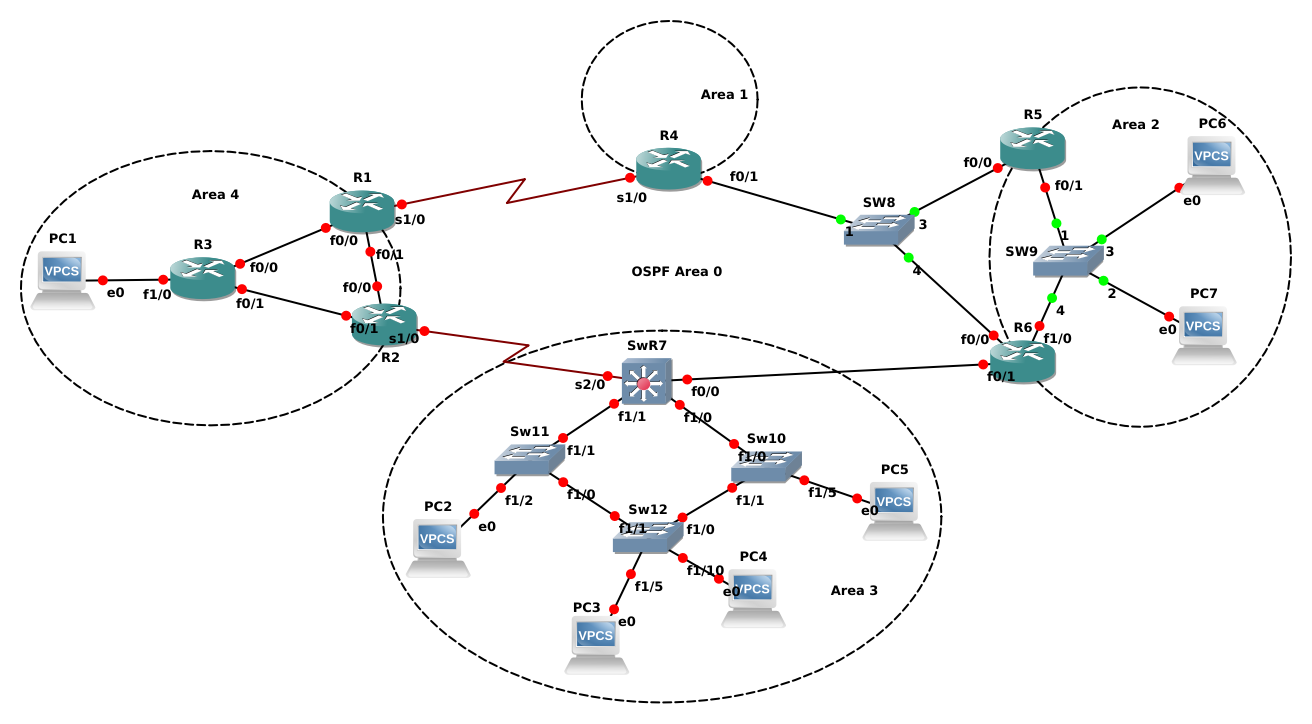 Area 1
R4
s1/0
f0/1
R5
Area 2
PC6
f0/0
f0/1
e0
SW8
1
3
4
SW9
1
3
2
4
PC7
VPCS
e0
VPCS
R6
f0/0
f1/0
f0/1
Area 4
R1
s1/0
f0/0
f0/1
PC1
VPCS
e0
R3
f1/0
f0/0
f0/1
f0/0
f0/1
s1/0
R2
OSPF Area 0
SwR7
s2/0
f0/0
f1/1
f1/0
Sw11
f1/1
f1/2
f1/0
Sw10
f1/0
f1/1
f1/5
PC5
VPCS
e0
PC2
VPCS
e0
Sw12
f1/1
f1/0
f1/5
f1/10
PC4
VPCS
e0
PC3
VPCS
e0
Area 3